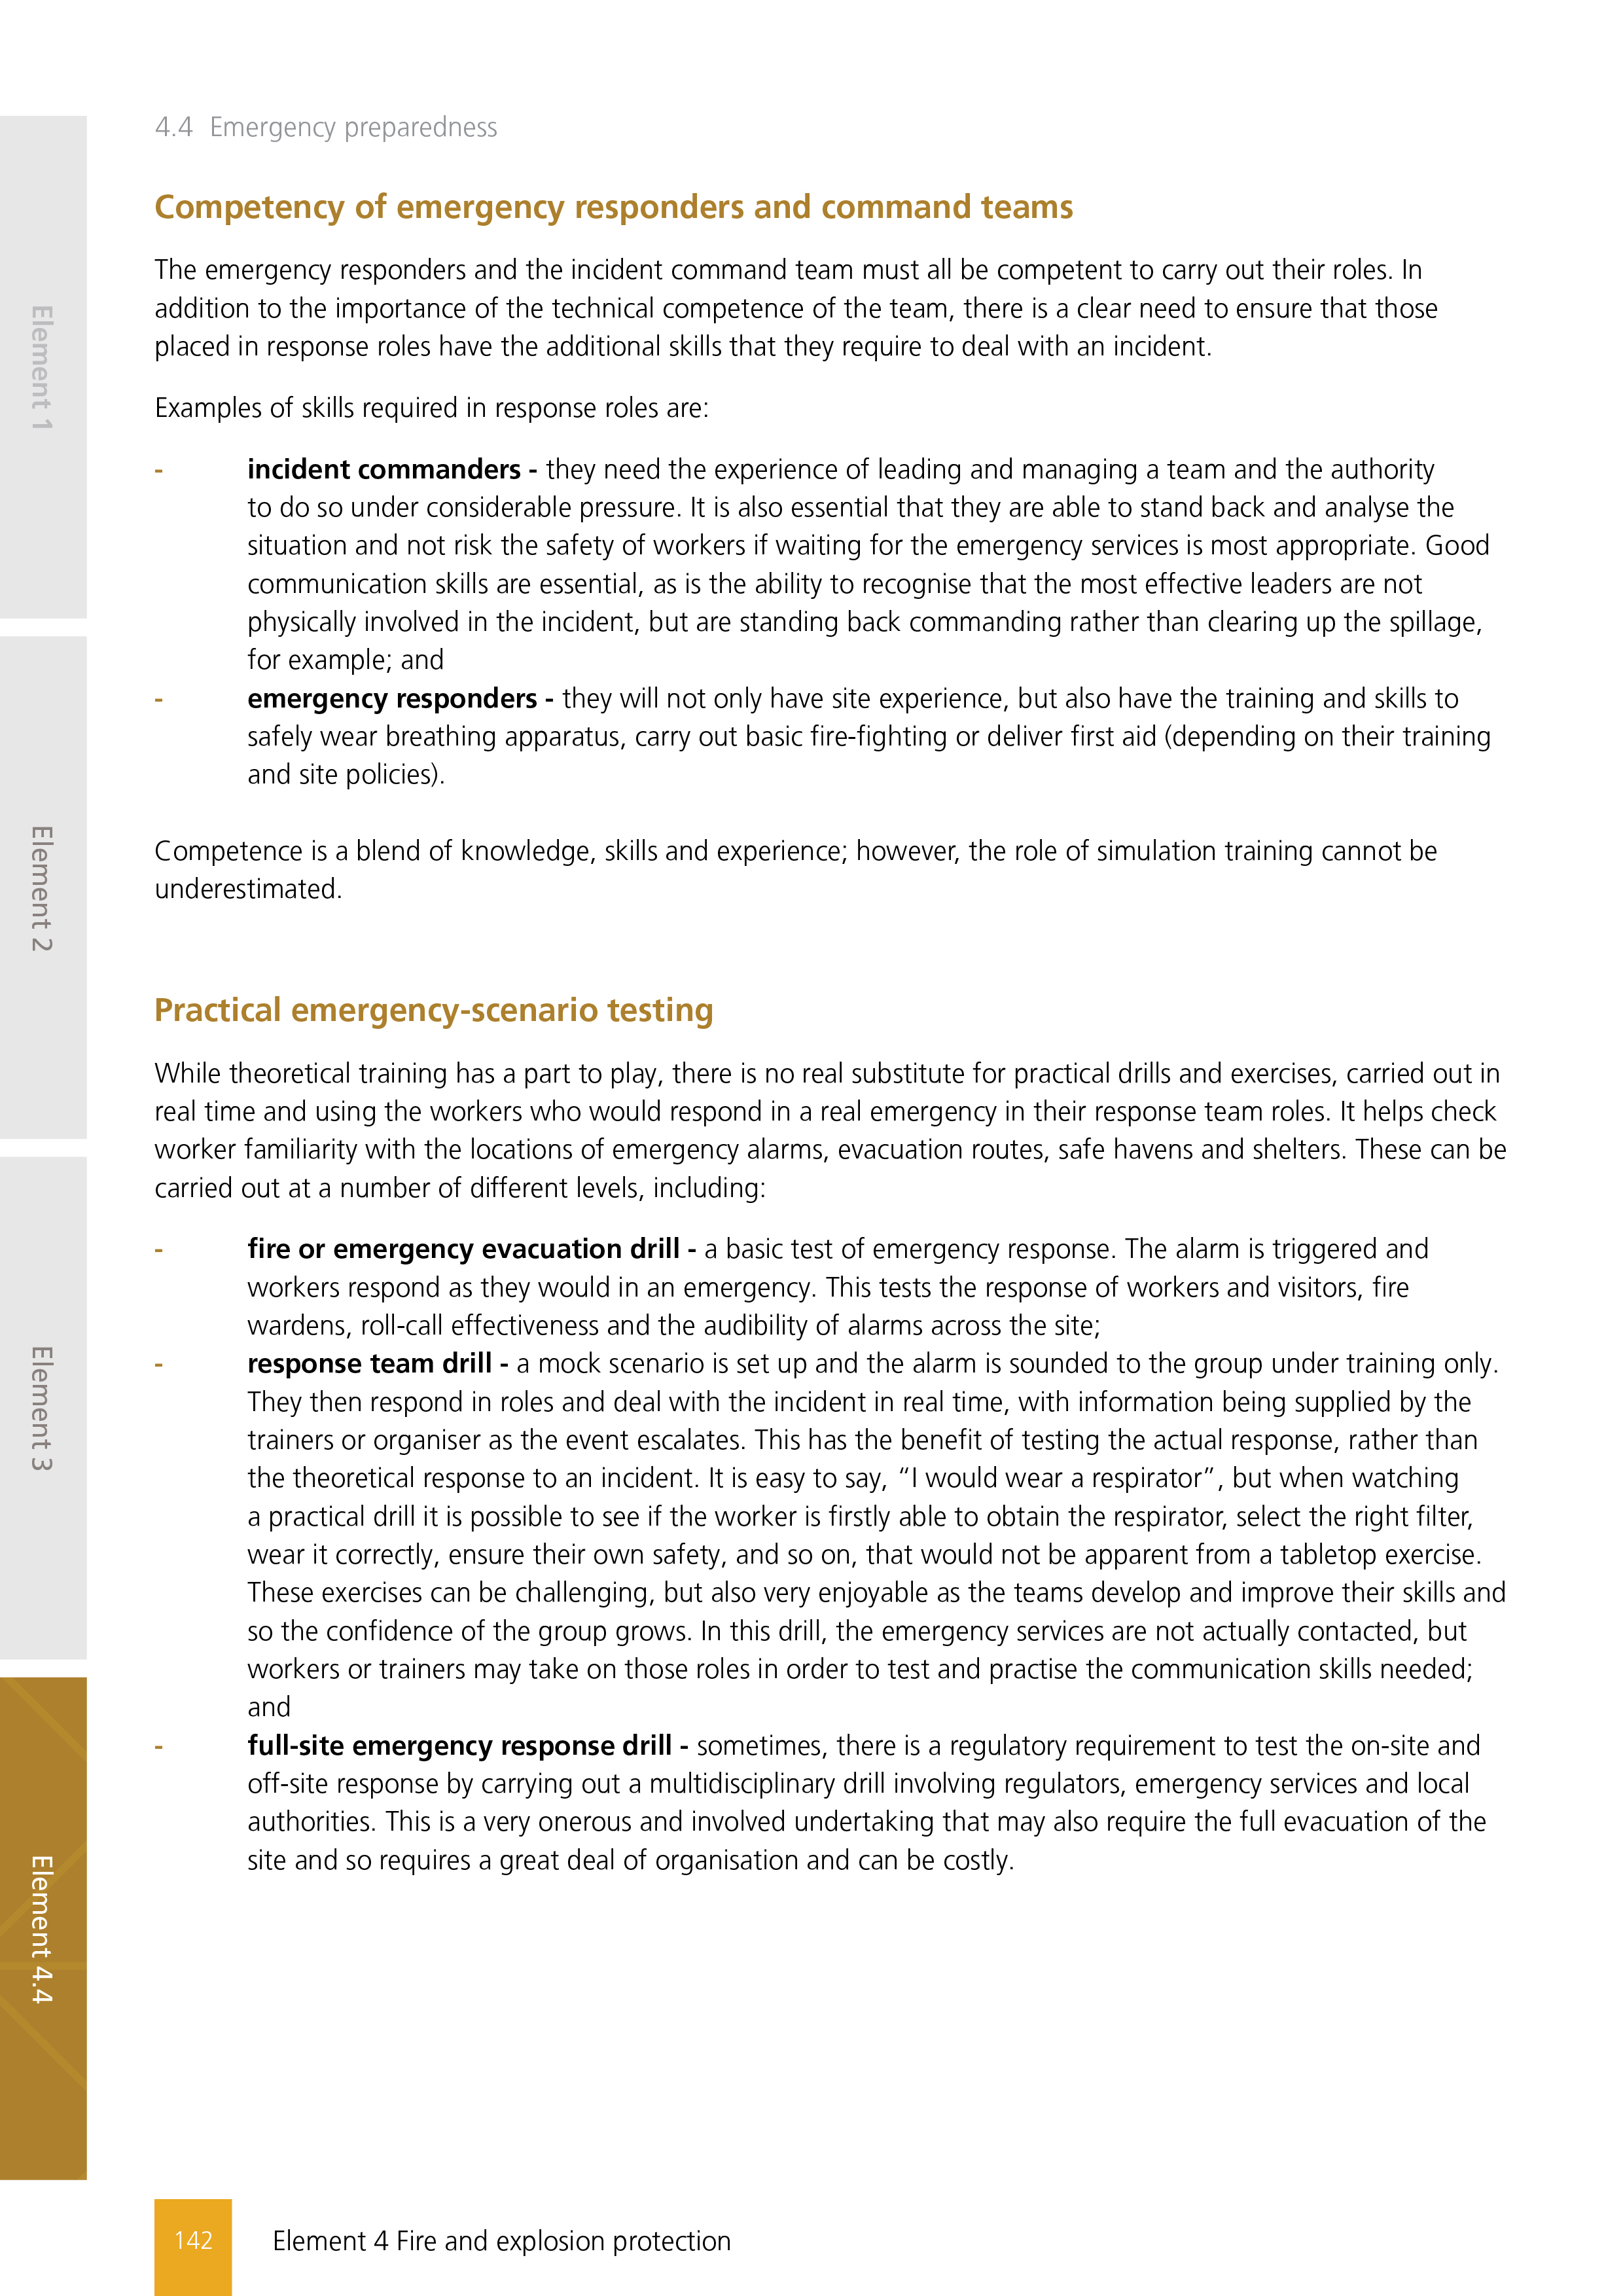 4.4 Emergency preparedness
Competency of emergency responders and command teams
The emergency responders and the incident command team must all be competent to carry out their roles. In
addition to the importance of the technical competence of the team, there is a clear need to ensure that those
placed in response roles have the additional skills that they require to deal with an incident.
Examples of skills required in response roles are:
- incident commanders - they need the experience of leading and managing a team and the authority
to do so under considerable pressure. It is also essential that they are able to stand back and analyse the
situation and not risk the safety of workers if waiting for the emergency services is most appropriate. Good
communication skills are essential, as is the ability to recognise that the most effective leaders are not
physically involved in the incident, but are standing back commanding rather than clearing up the spillage,
for example; and
- emergency responders - they will not only have site experience, but also have the training and skills to
safely wear breathing apparatus, carry out basic fire-fighting or deliver first aid (depending on their training
and site policies).
Competence is a blend of knowledge, skills and experience; however, the role of simulation training cannot be
underestimated.
Practical emergency-scenario testing
While theoretical training has a part to play, there is no real substitute for practical drills and exercises, carried out in
real time and using the workers who would respond in a real emergency in their response team roles. It helps check
worker familiarity with the locations of emergency alarms, evacuation routes, safe havens and shelters. These can be
carried out at a number of different levels, including:
- fire or emergency evacuation drill - a basic test of emergency response. The alarm is triggered and
workers respond as they would in an emergency. This tests the response of workers and visitors, fire
wardens, roll-call effectiveness and the audibility of alarms across the site;
- response team drill - a mock scenario is set up and the alarm is sounded to the group under training only.
They then respond in roles and deal with the incident in real time, with information being supplied by the
trainers or organiser as the event escalates. This has the benefit of testing the actual response, rather than
the theoretical response to an incident. It is easy to say, “I would wear a respirator”, but when watching
a practical drill it is possible to see if the worker is firstly able to obtain the respirator, select the right filter,
wear it correctly, ensure their own safety, and so on, that would not be apparent from a tabletop exercise.
These exercises can be challenging, but also very enjoyable as the teams develop and improve their skills and
so the confidence of the group grows. In this drill, the emergency services are not actually contacted, but
workers or trainers may take on those roles in order to test and practise the communication skills needed;
and
- full-site emergency response drill - sometimes, there is a regulatory requirement to test the on-site and
off-site response by carrying out a multidisciplinary drill involving regulators, emergency services and local
authorities. This is a very onerous and involved undertaking that may also require the full evacuation of the
site and so requires a great deal of organisation and can be costly.
Element 1
Element 2
Element 3
Element 4.4
142 Element 4 Fire and explosion protection